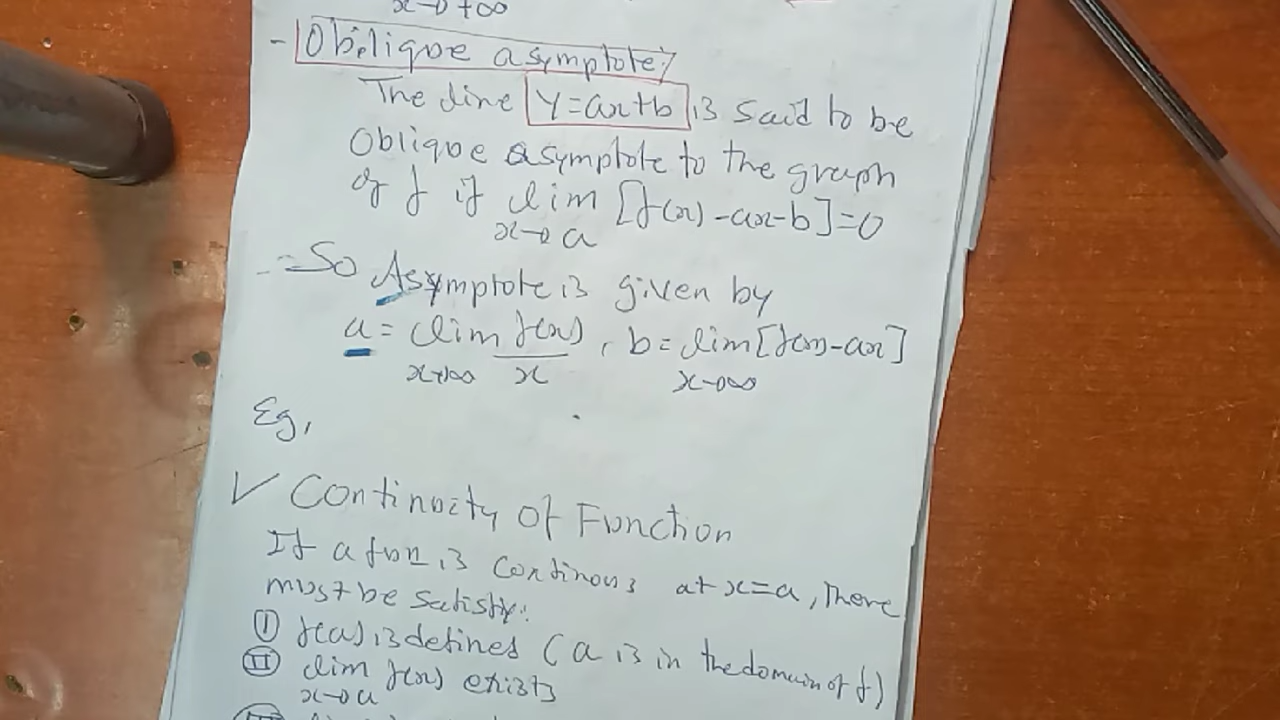 x→+∞
- Oblique asymptote:
The line y=ax+b is said to be
oblique asymptote to the graph
of f if lim [f(x)-ax-b]=0
x→a
So Asymptote is given by
a = lim f(x)/x , b = lim[f(x)-ax]
x→∞ x→∞
Eg,
✓ Continuity of Function
If a fun is continous at x=a, there
must be satisfy:
(I) f(a) is defines (a is in the domain of f)
(II) lim f(x) exists
x→a